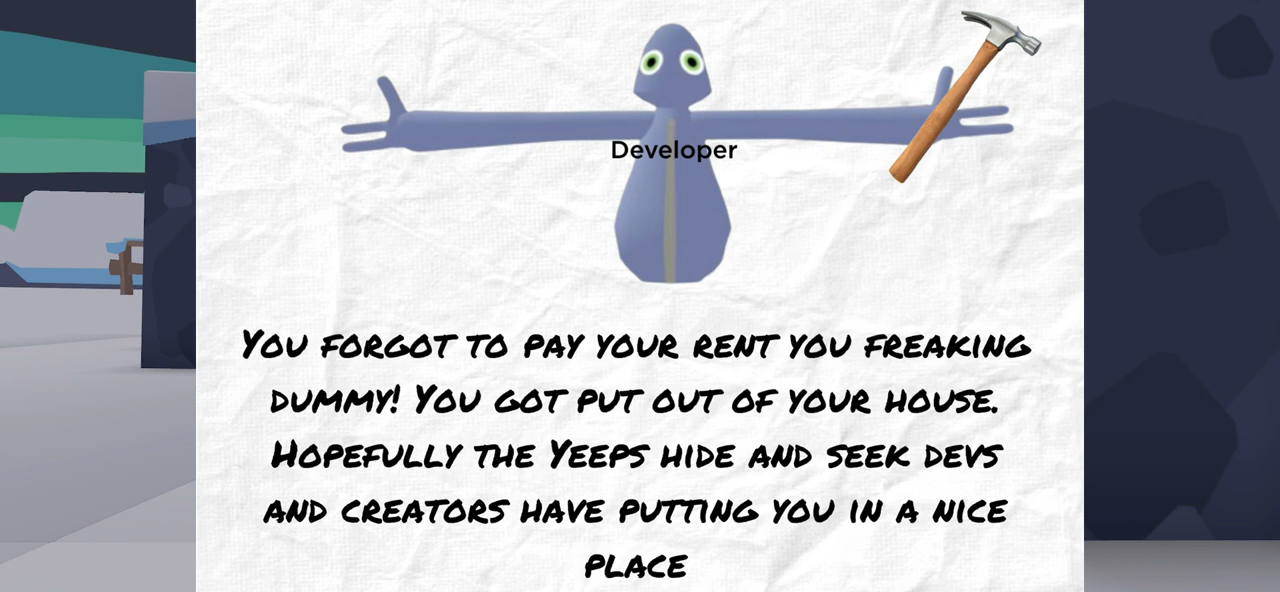 Developer
You forgot to pay your rent you freaking
dummy! You got put out of your house.
Hopefully the Yeeps hide and seek devs
and creators have putting you in a nice
place